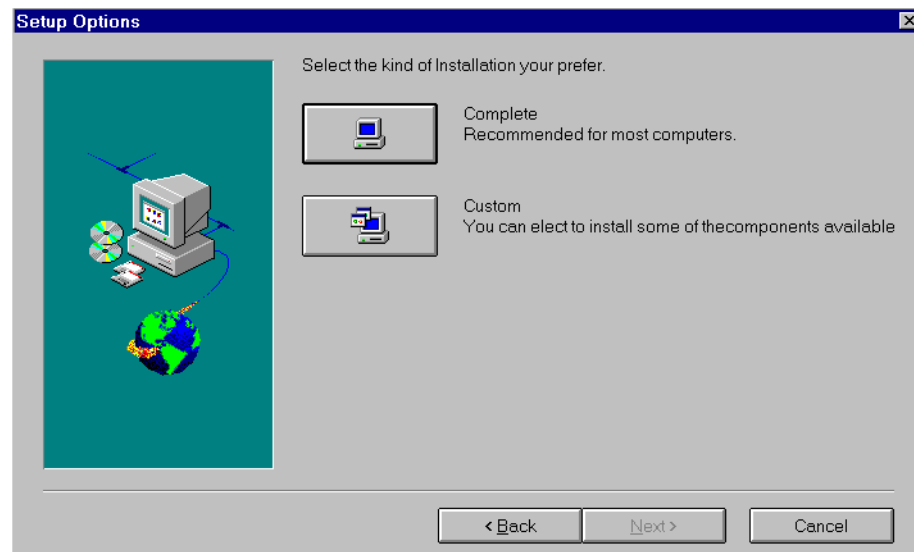 Setup Options
Select the kind of Installation your prefer.
Complete
Recommended for most computers.
Custom
You can elect to install some of thecomponents available
< Back
Next >
Cancel